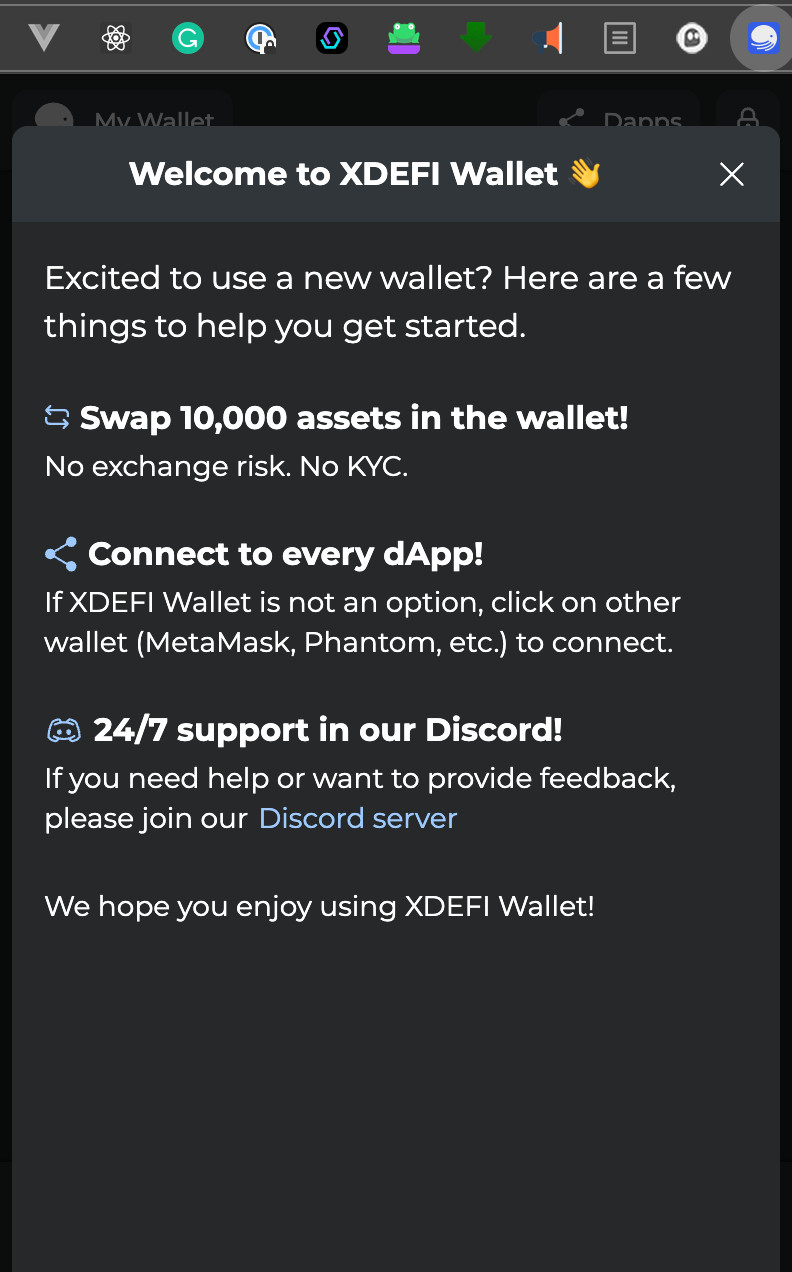 My Wallet
Dapps
Welcome to XDEFI Wallet 👋
Excited to use a new wallet? Here are a few
things to help you get started.
Swap 10,000 assets in the wallet!
No exchange risk. No KYC.
Connect to every dApp!
If XDEFI Wallet is not an option, click on other
wallet (MetaMask, Phantom, etc.) to connect.
24/7 support in our Discord!
If you need help or want to provide feedback,
please join our Discord server
We hope you enjoy using XDEFI Wallet!